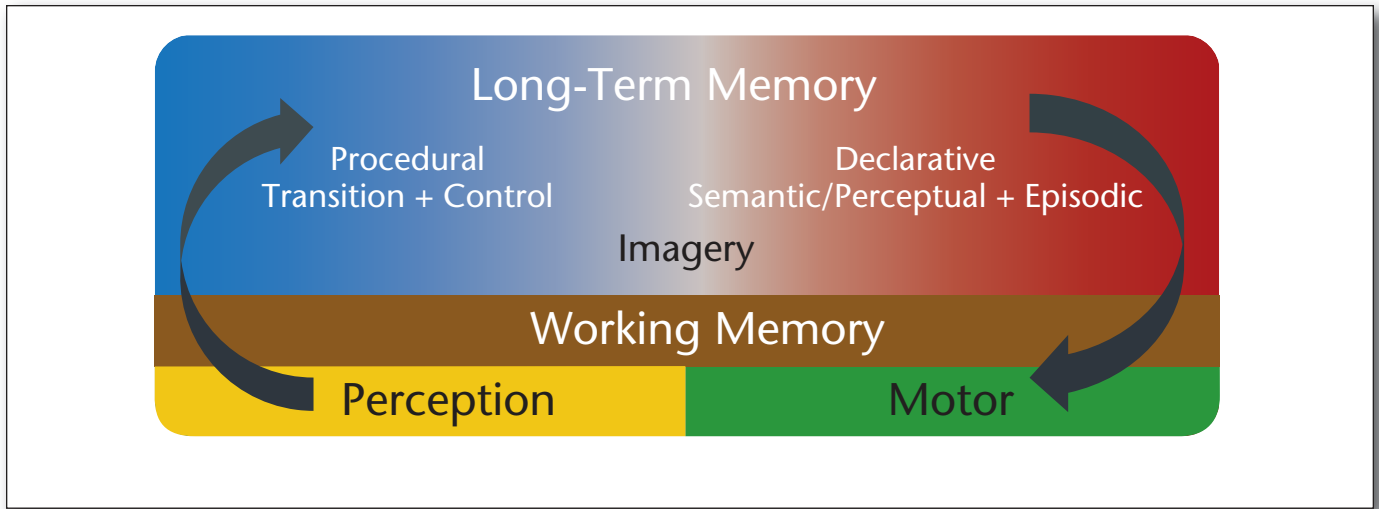 Long-Term Memory
Procedural
Transition + Control
Declarative
Semantic/Perceptual + Episodic
Imagery
Working Memory
Perception
Motor